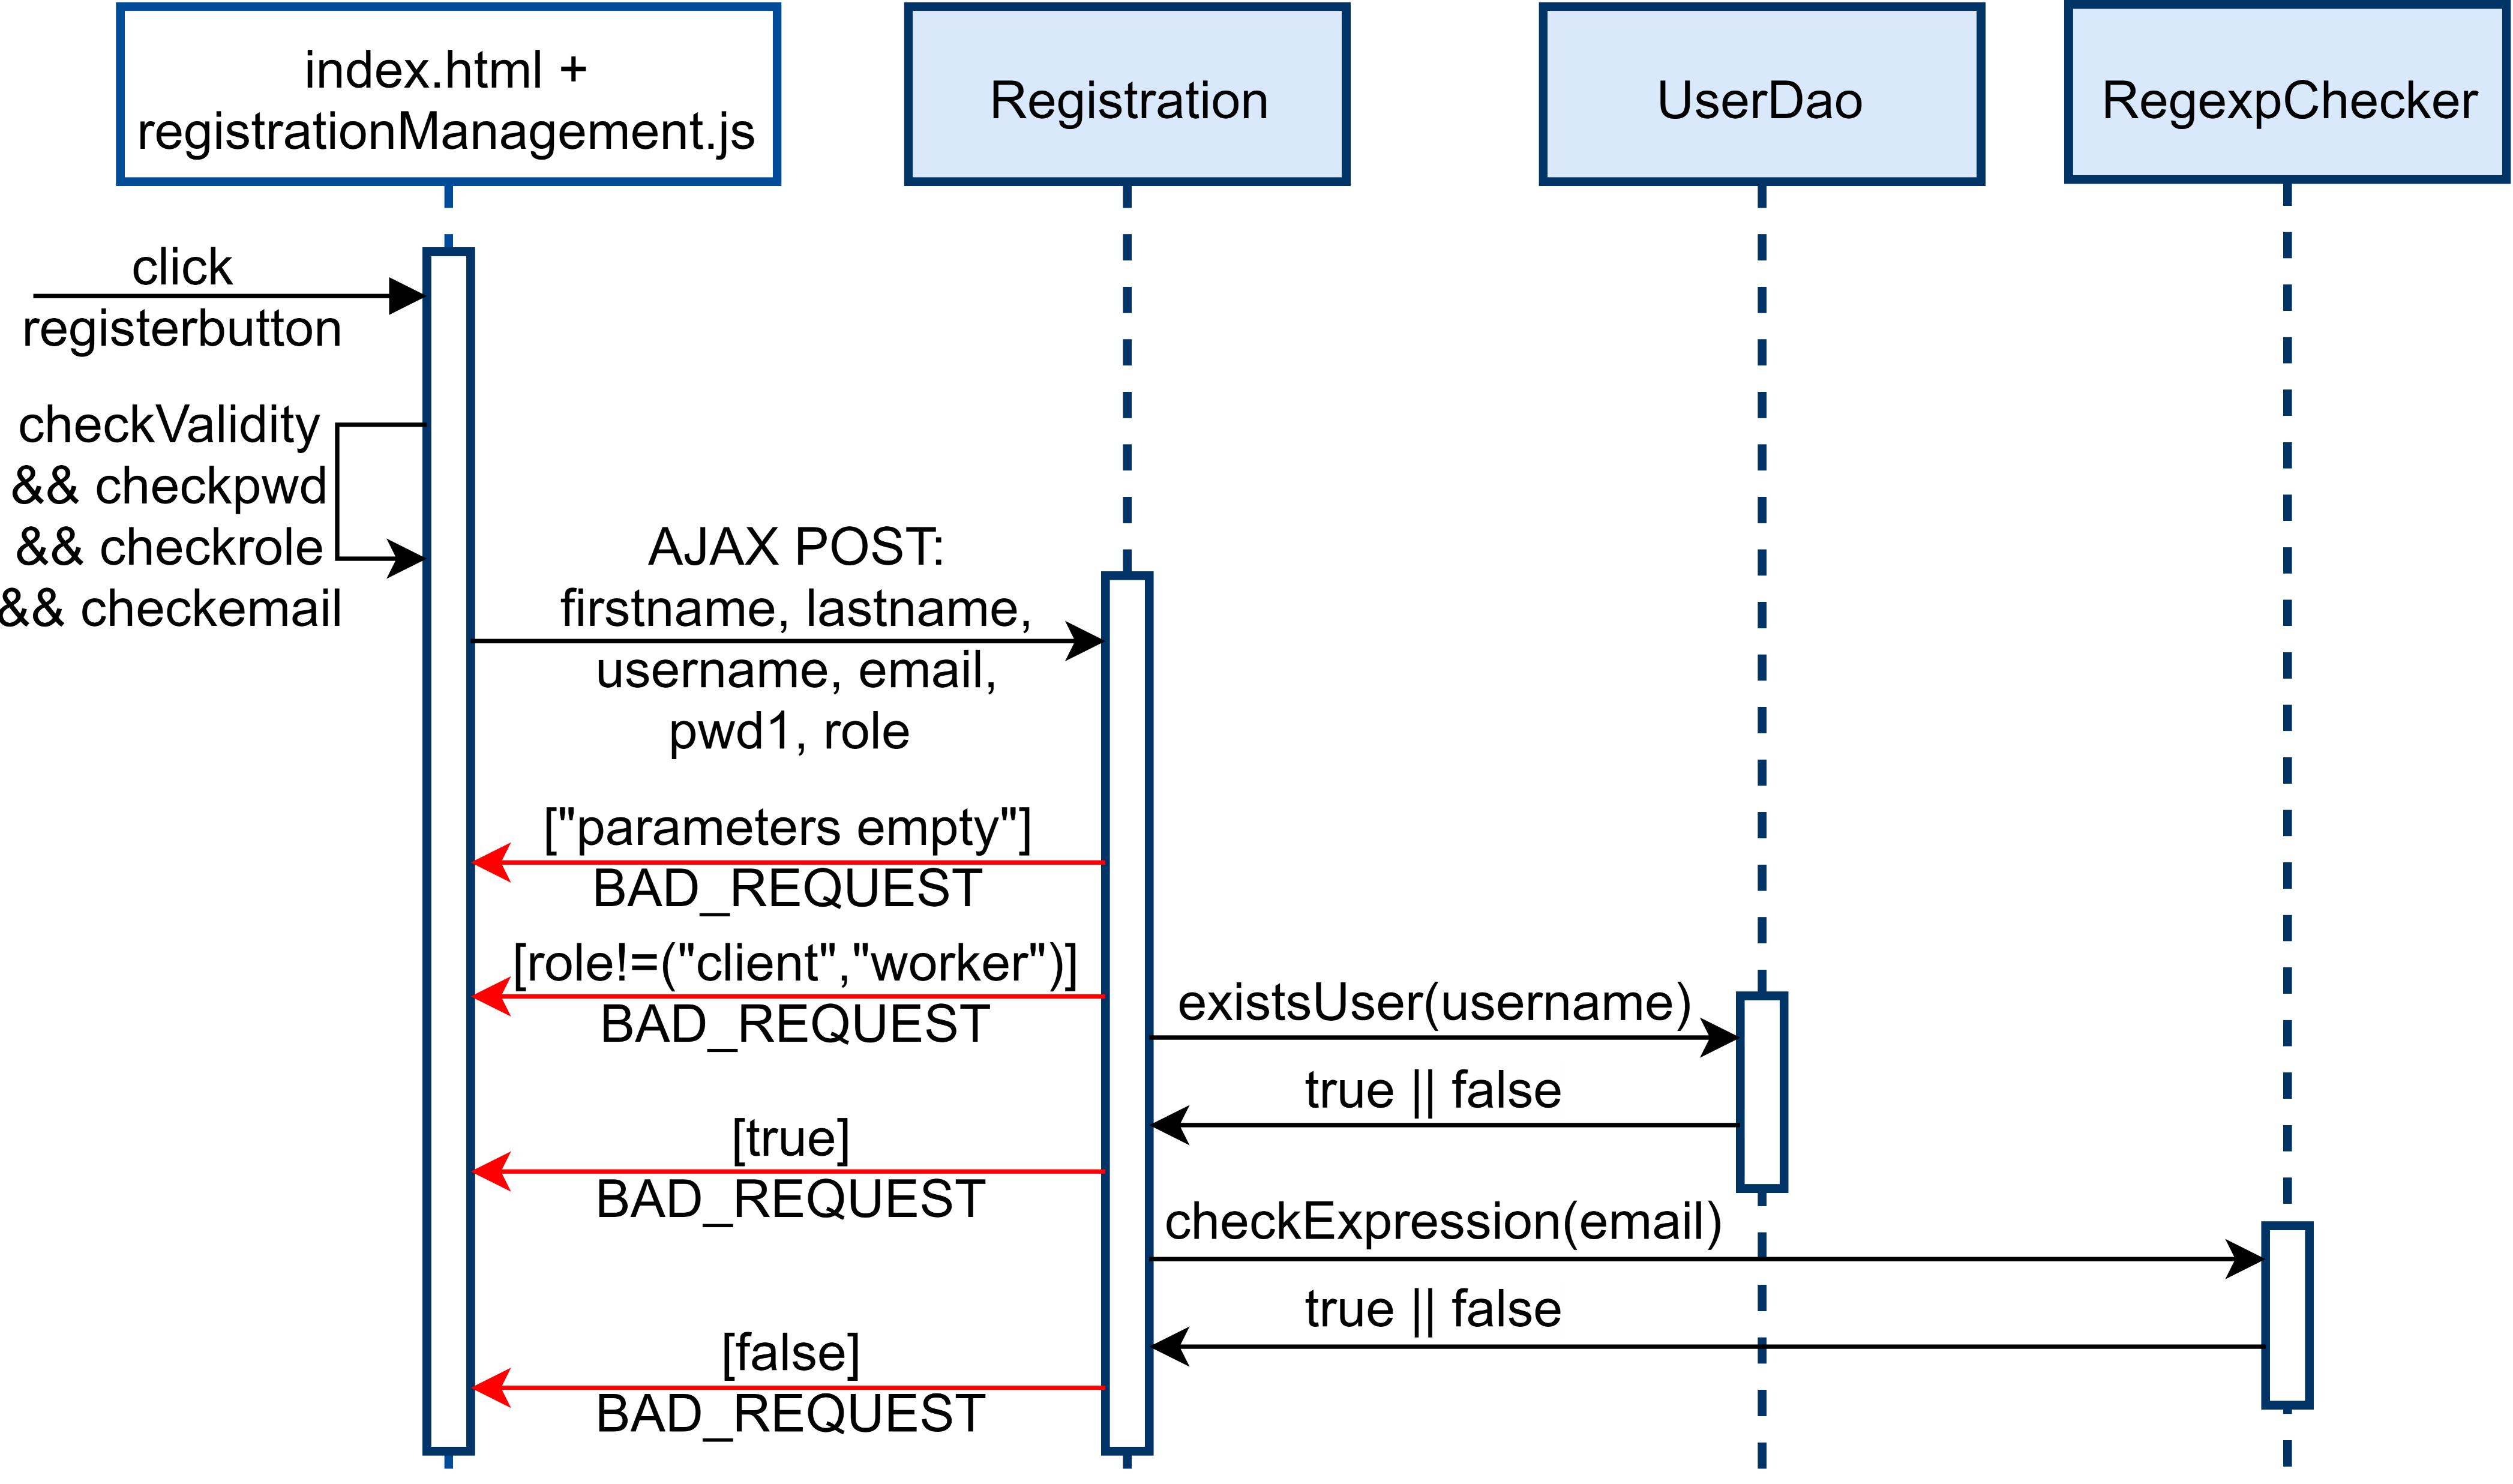 index.html +
registrationManagement.js
Registration
UserDao
RegexpChecker
click
registerbutton
checkValidity
&& checkpwd
&& checkrole
&& checkemail
AJAX POST:
firstname, lastname,
username, email,
pwd1, role
["parameters empty"]
BAD_REQUEST
[role!=("client","worker")]
BAD_REQUEST
existsUser(username)
true || false
[true]
BAD_REQUEST
checkExpression(email)
true || false
[false]
BAD_REQUEST